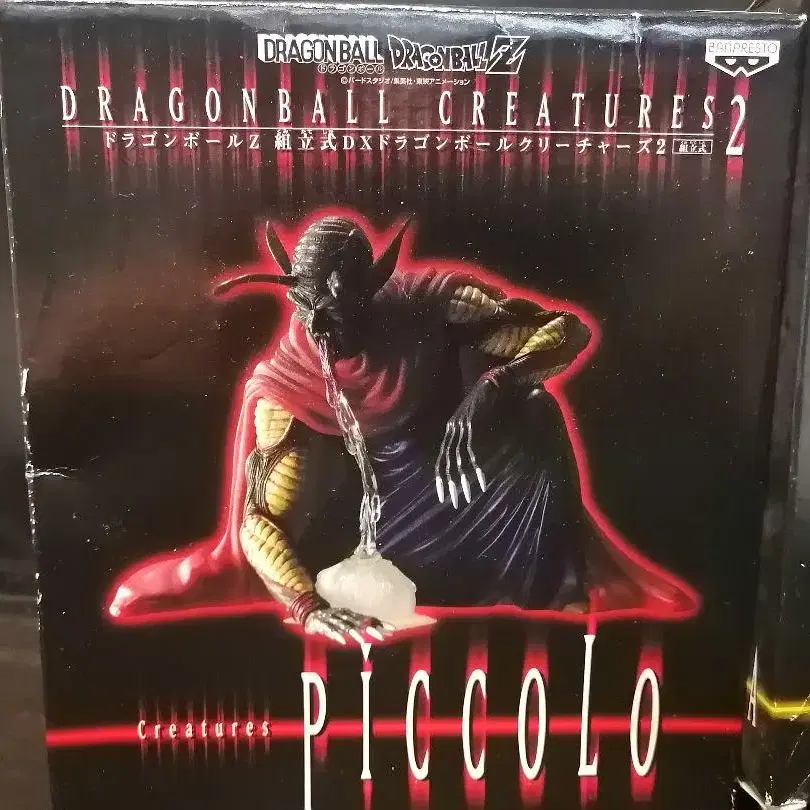 DRAGONBALL DRAGONBALL Z
ドラゴンボール
©バードスタジオ/集英社・東映アニメーション
BANPRESTO
DRAGONBALL CREATURES 2
ドラゴンボールZ 組立式DXドラゴンボールクリーチャーズ2 組立式
Creatures
PiCCOLO